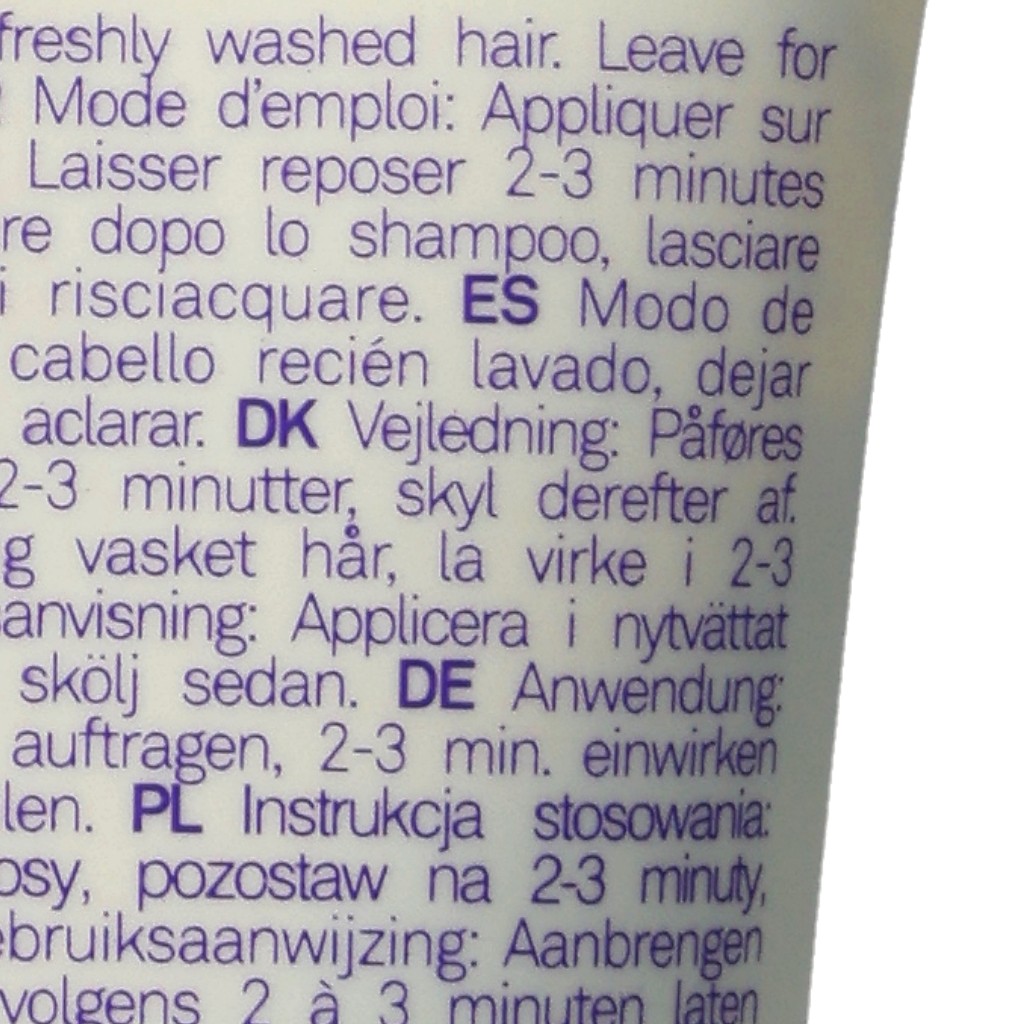 freshly washed hair. Leave for
Mode d'emploi: Appliquer sur
Laisser reposer 2-3 minutes
re dopo lo shampoo, lasciare
i risciacquare. ES Modo de
cabello recién lavado, dejar
aclarar. DK Vejledning: Påføres
2-3 minutter, skyl derefter af.
g vasket hår, la virke i 2-3
anvisning: Applicera i nytvättat
skölj sedan. DE Anwendung:
auftragen, 2-3 min. einwirken
len. PL Instrukcja stosowania:
osy, pozostaw na 2-3 minuty,
ebruiksaanwijzing: Aanbrengen
volgens 2 à 3 minuten laten